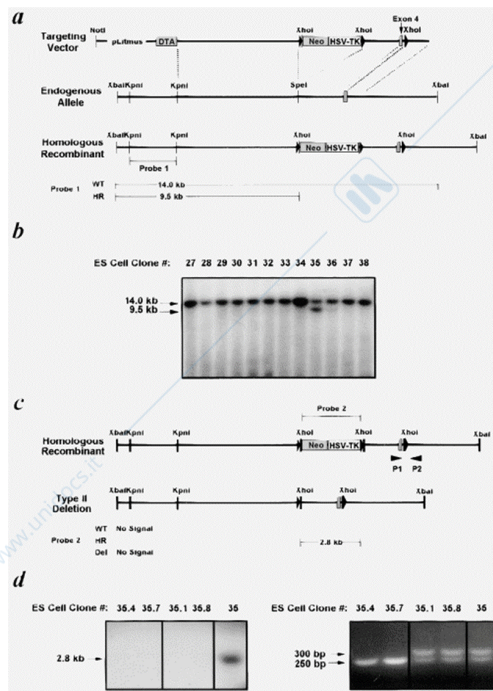 a
NotI pLitmus DTA XhoI Neo HSV-TK XhoI Exon 4 XhoI
Targeting Vector
XbaI KpnI KpnI SpeI XbaI
Endogenous Allele
XbaI KpnI KpnI XhoI XhoI XbaI
Homologous Recombinant
Neo HSV-TK
Probe 1
Probe 1 WT 14.0 kb
HR 9.5 kb
b
ES Cell Clone #: 27 28 29 30 31 32 33 34 35 36 37 38
14.0 kb
9.5 kb
c
Probe 2
XbaI KpnI KpnI XhoI XhoI XhoI XbaI
Homologous Recombinant
Neo HSV-TK
P1 P2
XbaI KpnI KpnI XhoI XhoI XbaI
Type II Deletion
WT No Signal
Probe 2 HR 2.8 kb
Del No Signal
d
ES Cell Clone #: 35.4 35.7 35.1 35.8 35
2.8 kb
ES Cell Clone #: 35.4 35.7 35.1 35.8 35
300 bp
250 bp
www.unidocs.it